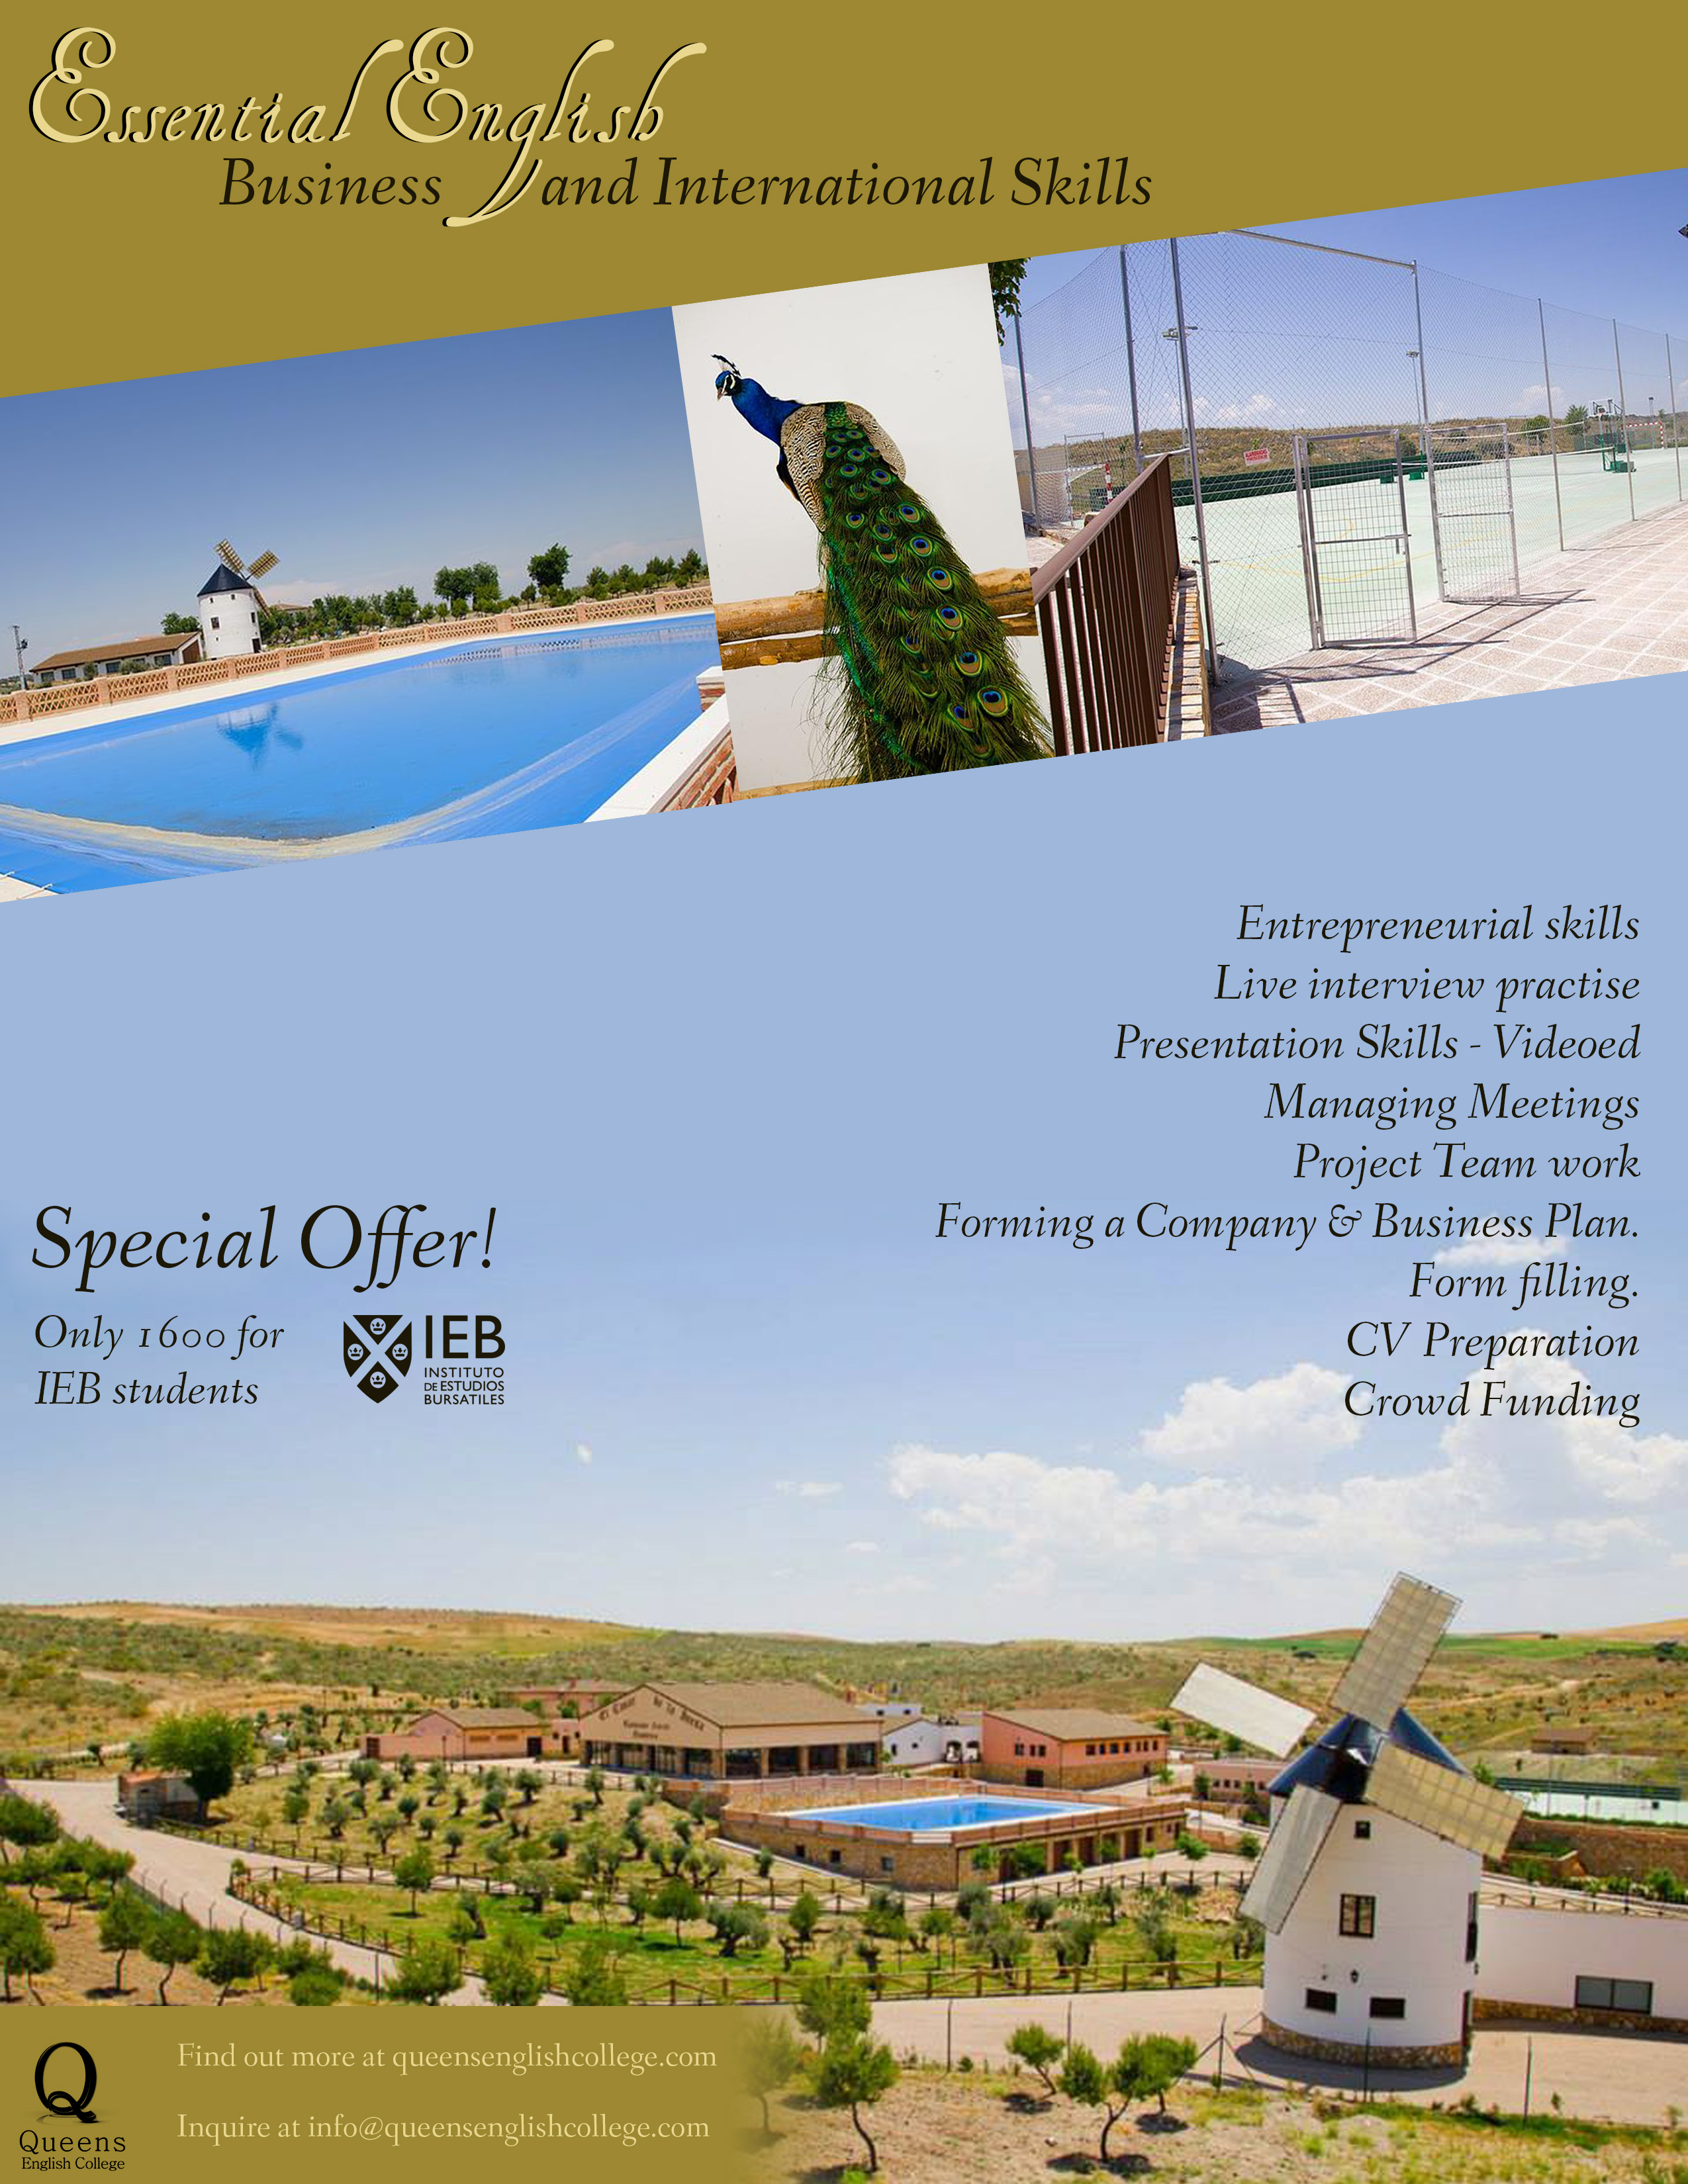 Essential English
Business and International Skills
Entrepreneurial skills
Live interview practise
Presentation Skills - Videoed
Managing Meetings
Project Team work
Forming a Company & Business Plan.
Form filling.
CV Preparation
Crowd Funding
Special Offer!
Only 1600 for
IEB students
IEB
INSTITUTO
DE ESTUDIOS
BURSATILES
Find out more at queensenglishcollege.com
Inquire at info@queensenglishcollege.com
Q
Queens
English College